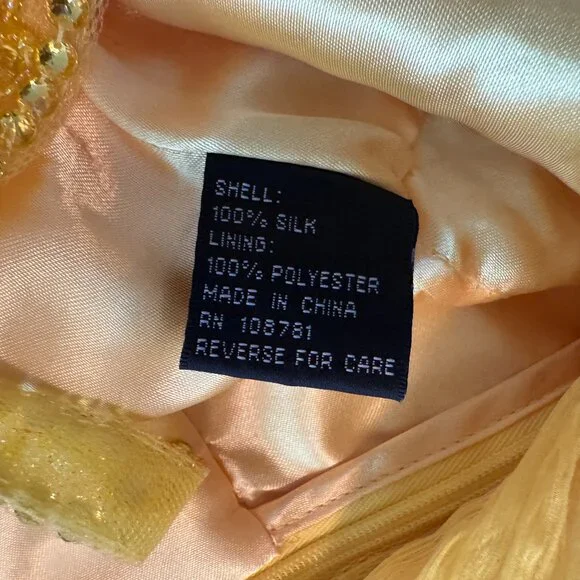 SHELL:
100% SILK
LINING:
100% POLYESTER
MADE IN CHINA
RN 108781
REVERSE FOR CARE